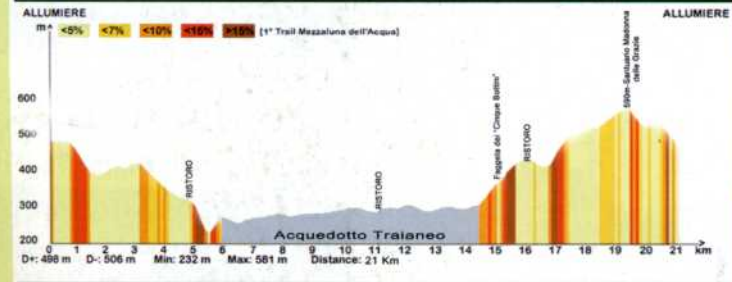 ALLUMIERE
ALLUMIERE
m
<5% <7% <10% <15% >15% [1° Trail Mezzaluna dell'Acqua]
590m-Santuario Madonna
delle Grazie
Faggeta dei "Cinque Bottini"
RISTORO
RISTORO
RISTORO
600
500
400
300
200
Acquedotto Traianeo
0 1 2 3 4 5 6 7 8 9 10 11 12 13 14 15 16 17 18 19 20 21 km
D+: 498 m D-: 506 m Min: 232 m Max: 581 m Distance: 21 Km